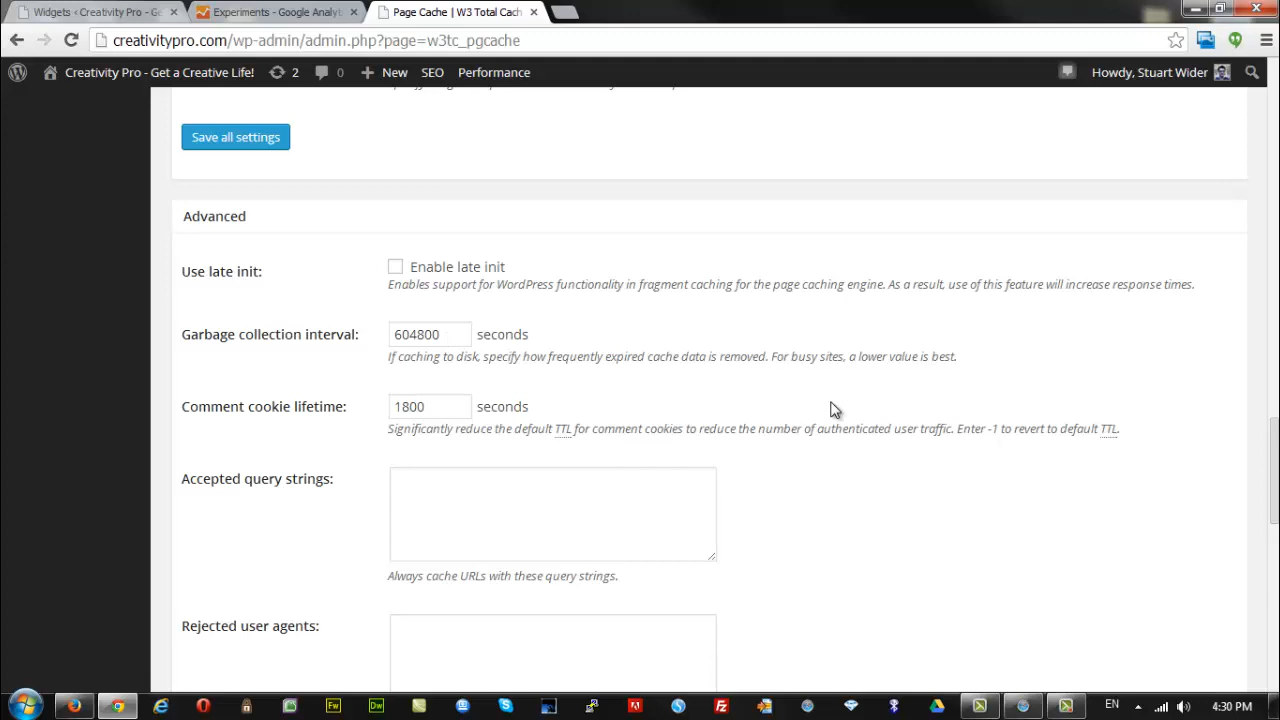 Widgets ‹ Creativity Pro - Ge
Experiments - Google Analyt
Page Cache | W3 Total Cach
creativitypro.com/wp-admin/admin.php?page=w3tc_pgcache
Creativity Pro - Get a Creative Life! 2 0 New SEO Performance Howdy, Stuart Wider
Save all settings
Advanced
Use late init: Enable late init
Enables support for WordPress functionality in fragment caching for the page caching engine. As a result, use of this feature will increase response times.
Garbage collection interval: 604800 seconds
If caching to disk, specify how frequently expired cache data is removed. For busy sites, a lower value is best.
Comment cookie lifetime: 1800 seconds
Significantly reduce the default TTL for comment cookies to reduce the number of authenticated user traffic. Enter -1 to revert to default TTL.
Accepted query strings:
Always cache URLs with these query strings.
Rejected user agents:
Fw Dw EN 4:30 PM